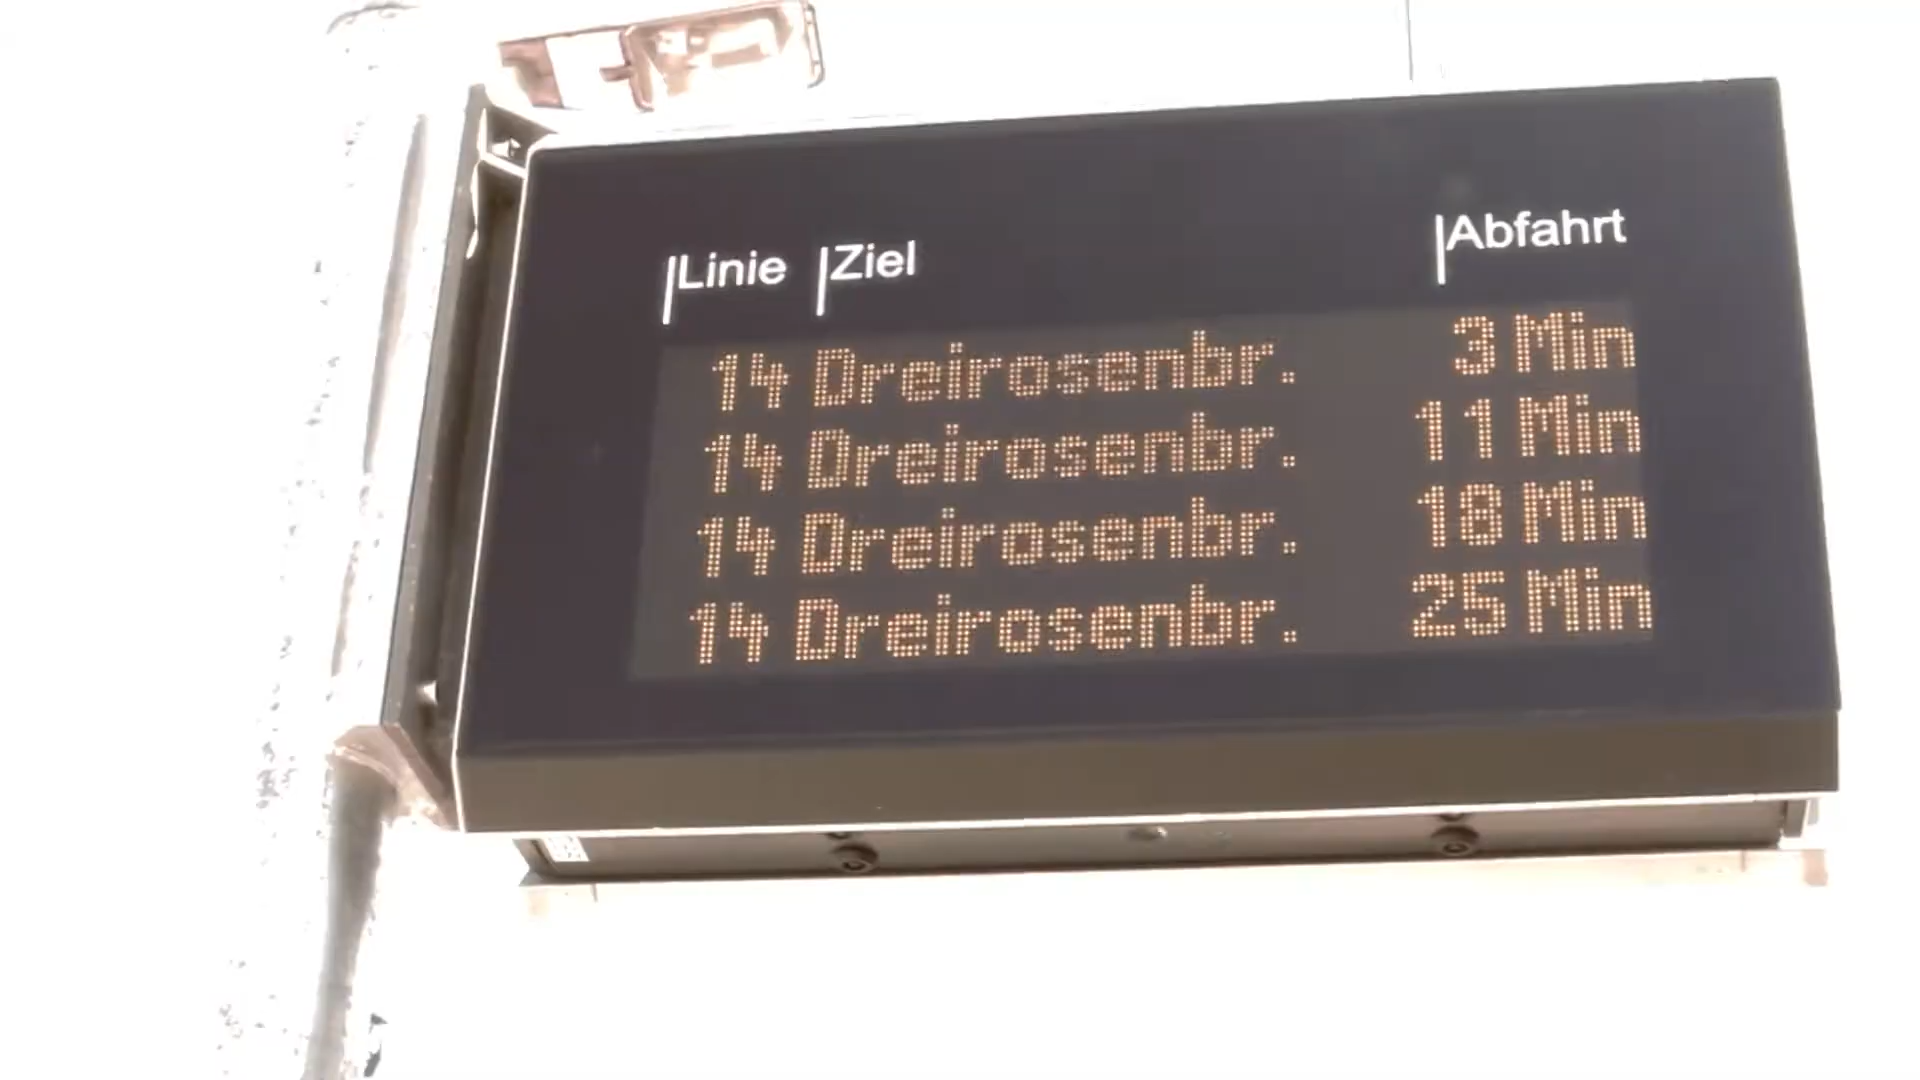 Linie Ziel Abfahrt
14 Dreirosenbr. 3 Min
14 Dreirosenbr. 11 Min
14 Dreirosenbr. 18 Min
14 Dreirosenbr. 25 Min